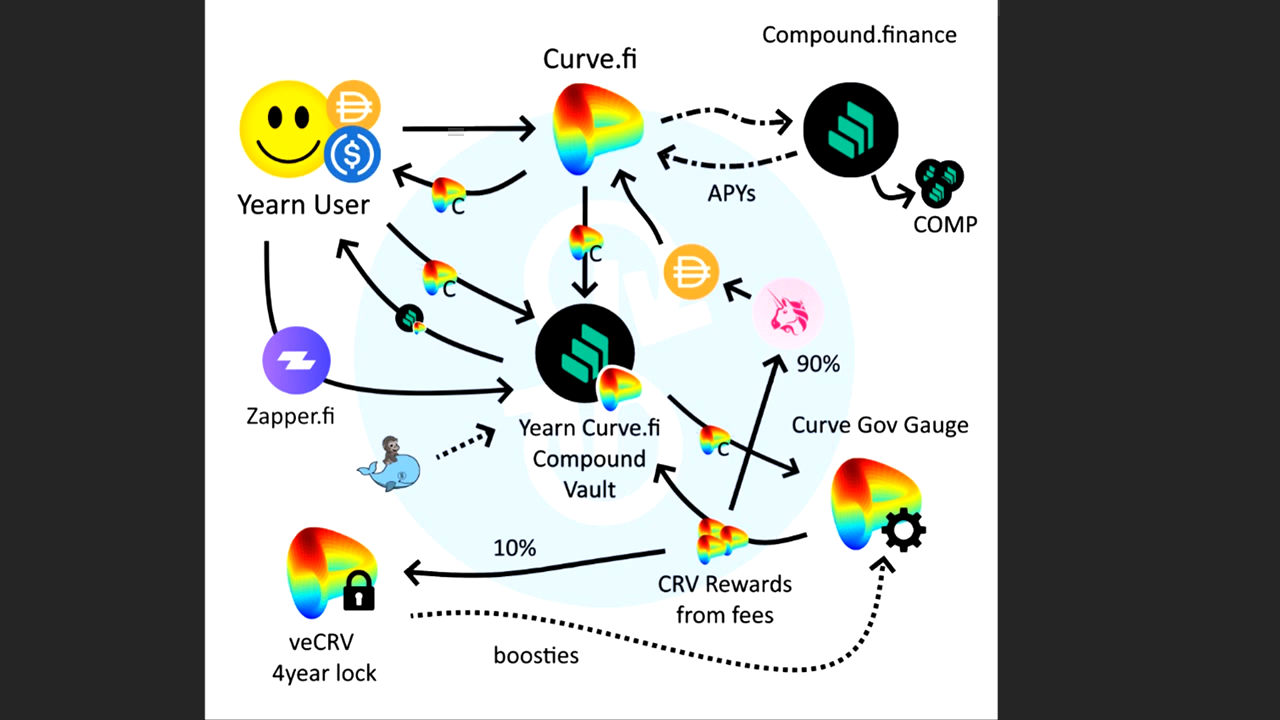 Compound.finance
Curve.fi
Yearn User
C
APYs
COMP
C
C
90%
Zapper.fi
Yearn Curve.fi
Compound
Vault
C
Curve Gov Gauge
10%
CRV Rewards
from fees
veCRV
4year lock
boosties